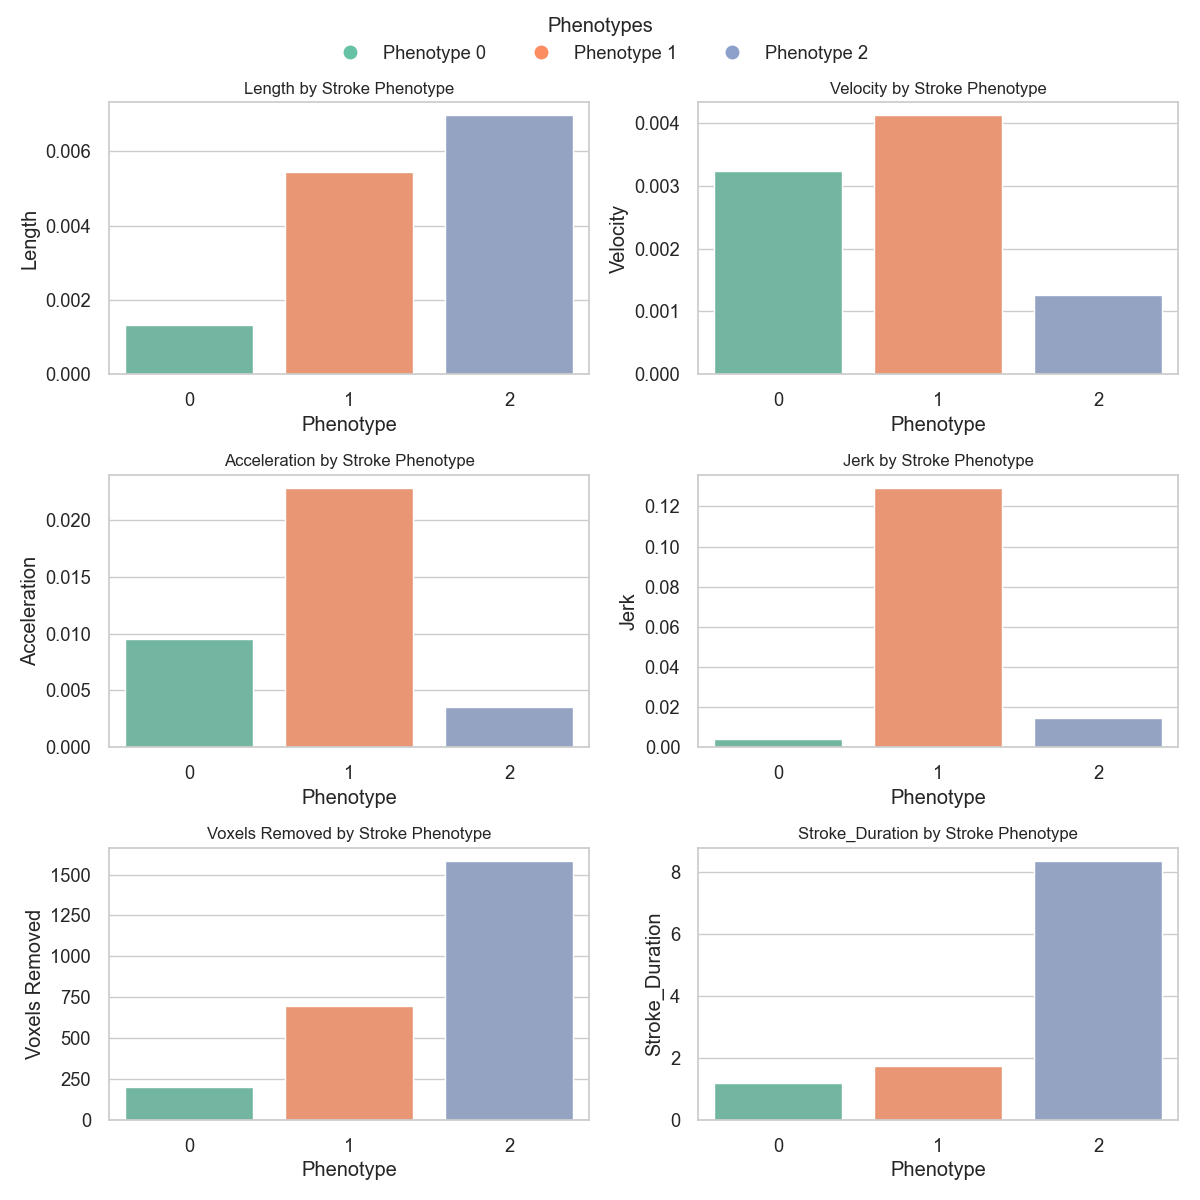 Phenotypes
Phenotype 0 Phenotype 1 Phenotype 2
Length by Stroke Phenotype
0.006
0.004
0.002
0.000
Length
0 1 2
Phenotype
Velocity by Stroke Phenotype
0.004
0.003
0.002
0.001
0.000
Velocity
0 1 2
Phenotype
Acceleration by Stroke Phenotype
0.020
0.015
0.010
0.005
0.000
Acceleration
0 1 2
Phenotype
Jerk by Stroke Phenotype
0.12
0.10
0.08
0.06
0.04
0.02
0.00
Jerk
0 1 2
Phenotype
Voxels Removed by Stroke Phenotype
1500
1250
1000
750
500
250
0
Voxels Removed
0 1 2
Phenotype
Stroke_Duration by Stroke Phenotype
8
6
4
2
0
Stroke_Duration
0 1 2
Phenotype